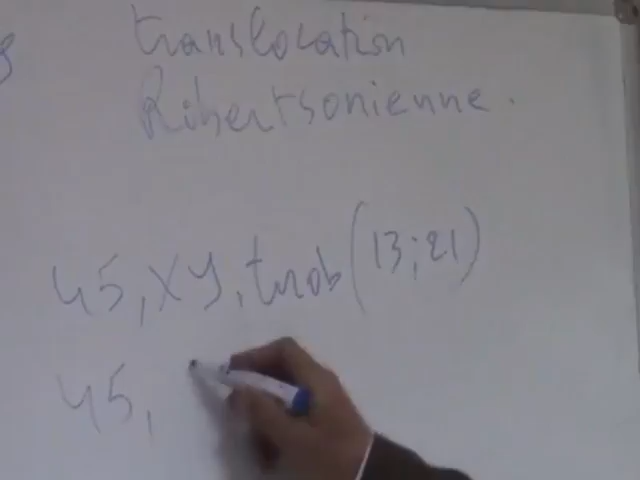 translocation
Robertsonienne.
45, XY, trob(13;21)
45,